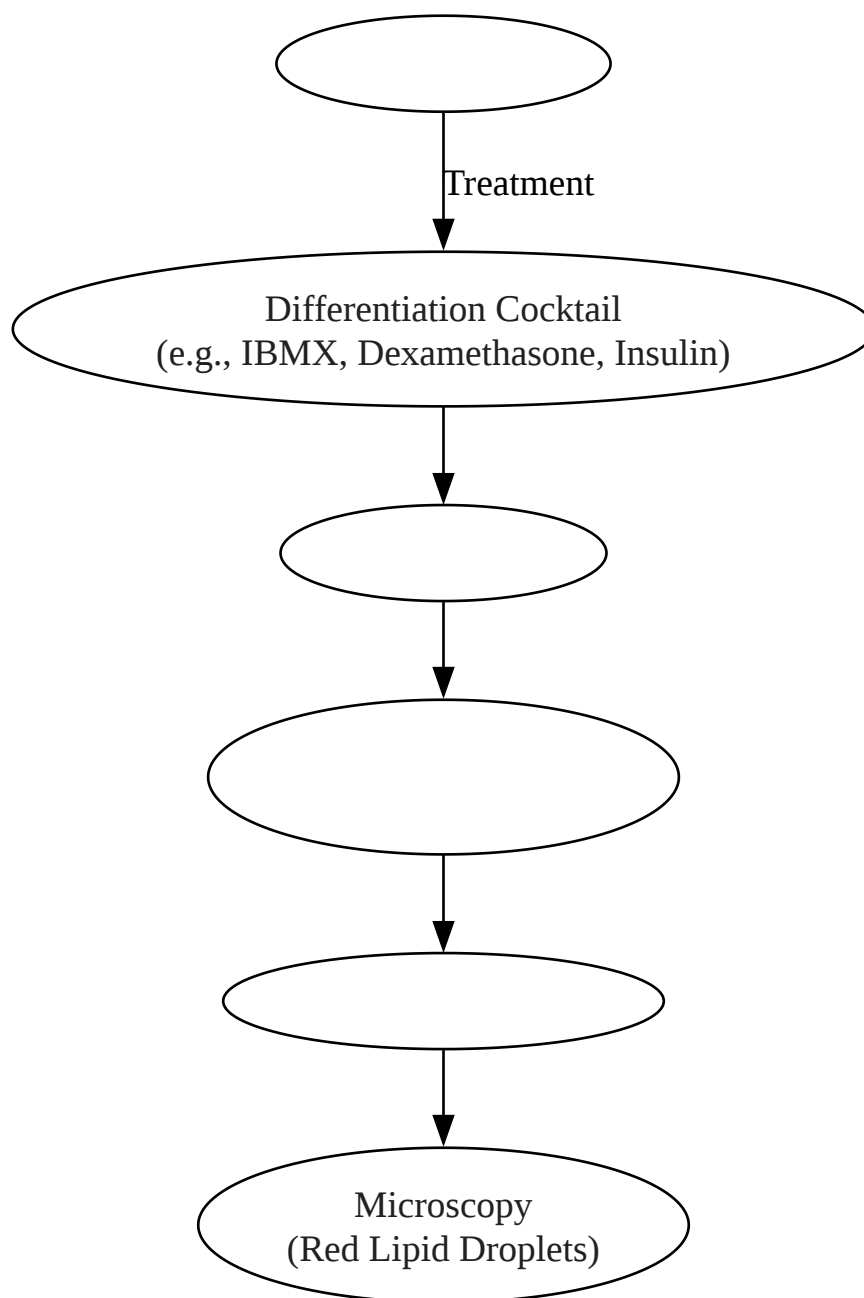 Treatment
Differentiation Cocktail
(e.g., IBMX, Dexamethasone, Insulin)
Microscopy
(Red Lipid Droplets)